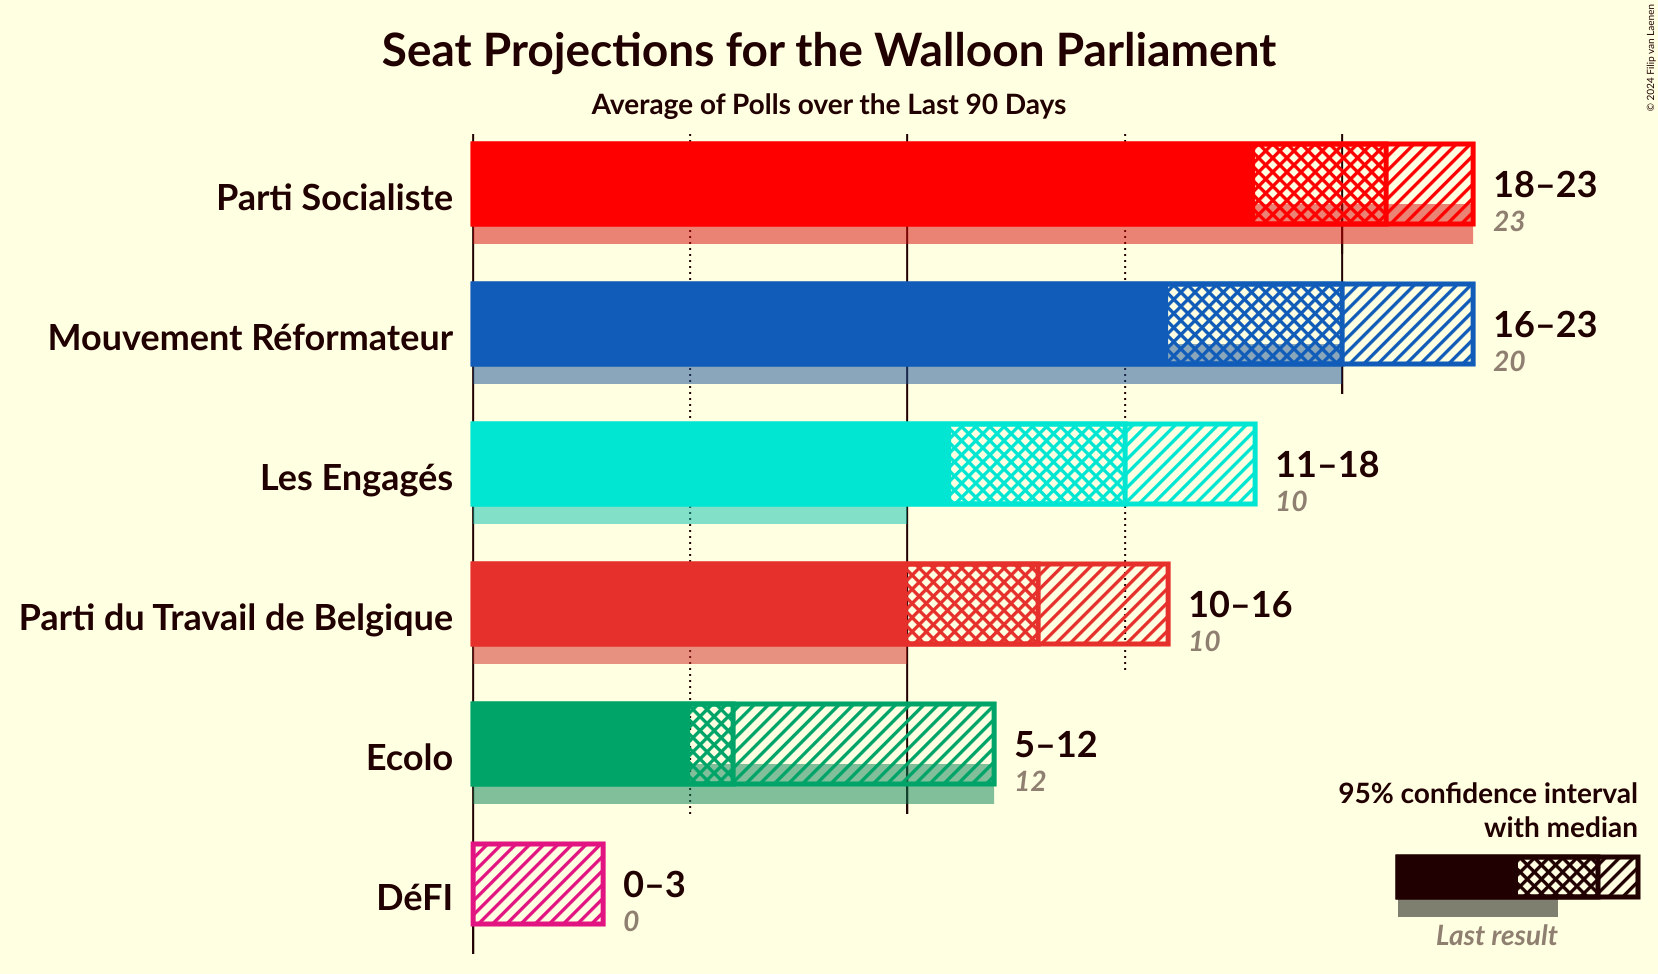 Seat Projections for the Walloon Parliament
Average of Polls over the Last 90 Days
© 2024 Filip van Laenen
Parti Socialiste
18–23
23
Mouvement Réformateur
16–23
20
Les Engagés
11–18
10
Parti du Travail de Belgique
10–16
10
Ecolo
5–12
12
DéFI
0–3
0
95% confidence interval
with median
Last result